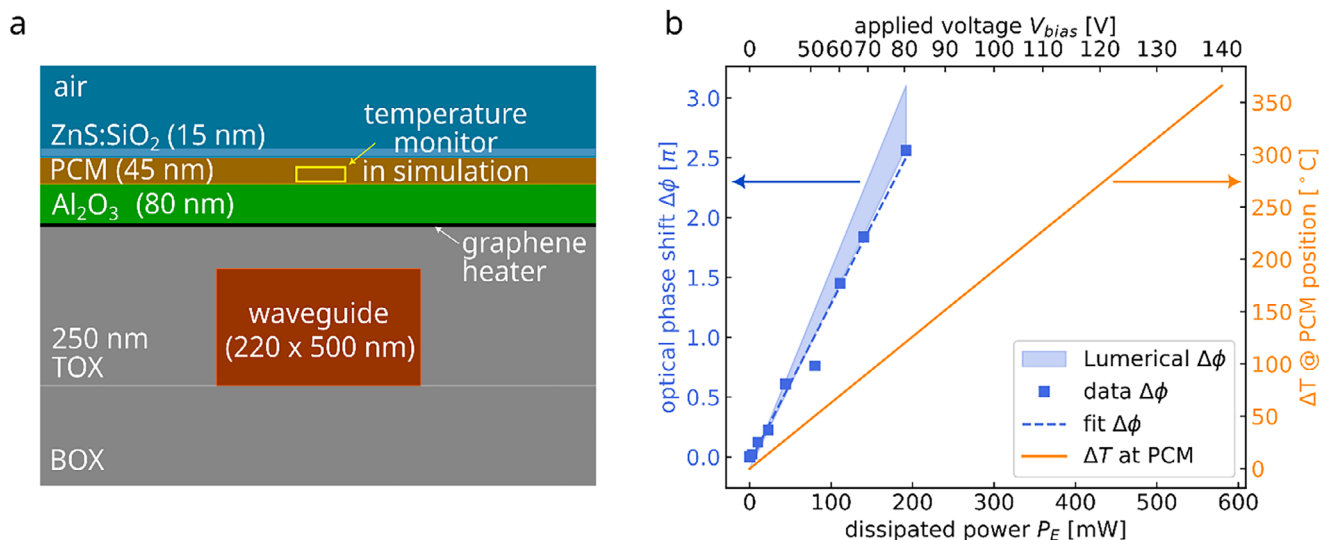 a
air
ZnS:SiO₂ (15 nm)
temperature
monitor
PCM (45 nm)
in simulation
Al₂O₃ (80 nm)
graphene
heater
waveguide
(220 x 500 nm)
250 nm
TOX
BOX
b
applied voltage V_bias [V]
0 50 60 70 80 90 100 110 120 130 140
optical phase shift Δϕ [π]
3.0
2.5
2.0
1.5
1.0
0.5
0.0
350
300
250
200
150
100
50
0
ΔT @ PCM position [°C]
Lumerical Δϕ
data Δϕ
fit Δϕ
ΔT at PCM
0 100 200 300 400 500 600
dissipated power P_E [mW]